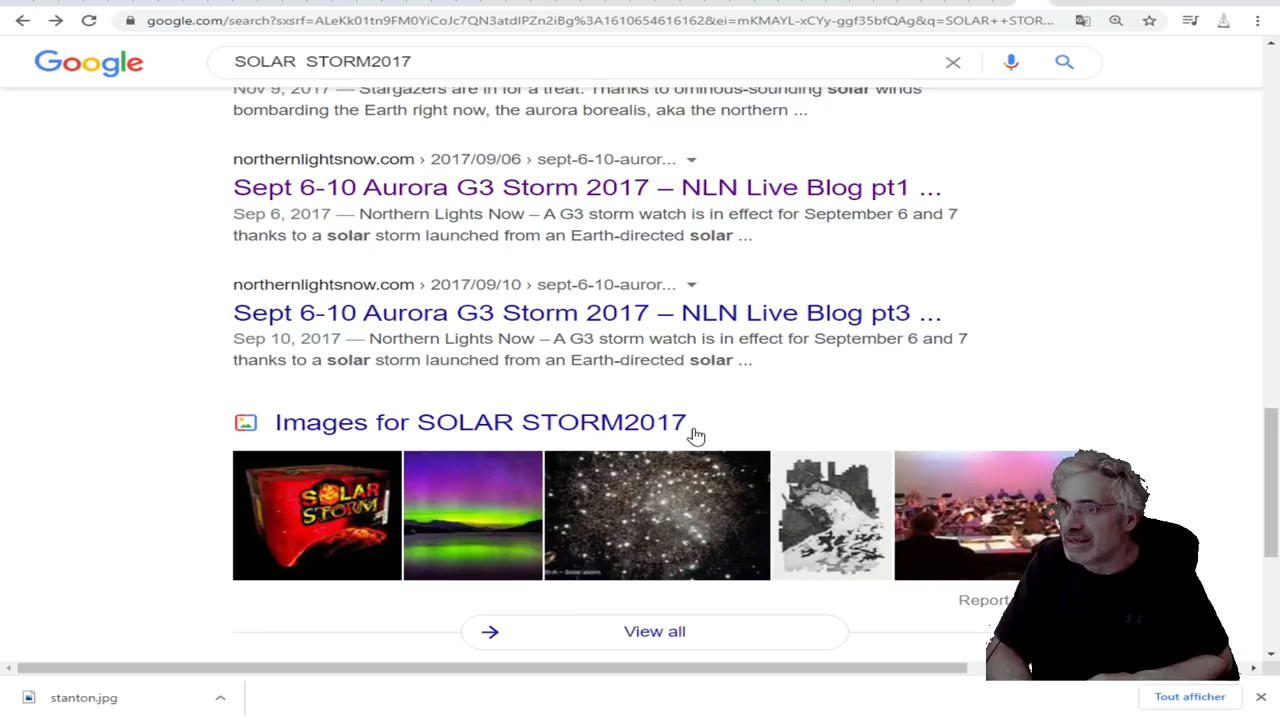 google.com/search?sxsrf=ALeKk01tn9FM0YiCoJc7QN3atdIPZn2iBg%3A1610654616162&ei=mKMAYL-xCYy-ggf35bfQAg&q=SOLAR++STOR...
Google
SOLAR STORM2017
Nov 9, 2017 — Stargazers are in for a treat. Thanks to ominous-sounding solar winds
bombarding the Earth right now, the aurora borealis, aka the northern ...
northernlightsnow.com › 2017/09/06 › sept-6-10-auror...
Sept 6-10 Aurora G3 Storm 2017 – NLN Live Blog pt1 ...
Sep 6, 2017 — Northern Lights Now – A G3 storm watch is in effect for September 6 and 7
thanks to a solar storm launched from an Earth-directed solar ...
northernlightsnow.com › 2017/09/10 › sept-6-10-auror...
Sept 6-10 Aurora G3 Storm 2017 – NLN Live Blog pt3 ...
Sep 10, 2017 — Northern Lights Now – A G3 storm watch is in effect for September 6 and 7
thanks to a solar storm launched from an Earth-directed solar ...
Images for SOLAR STORM2017
SOLAR
STORM
Solar storm
Report
View all
stanton.jpg
Tout afficher